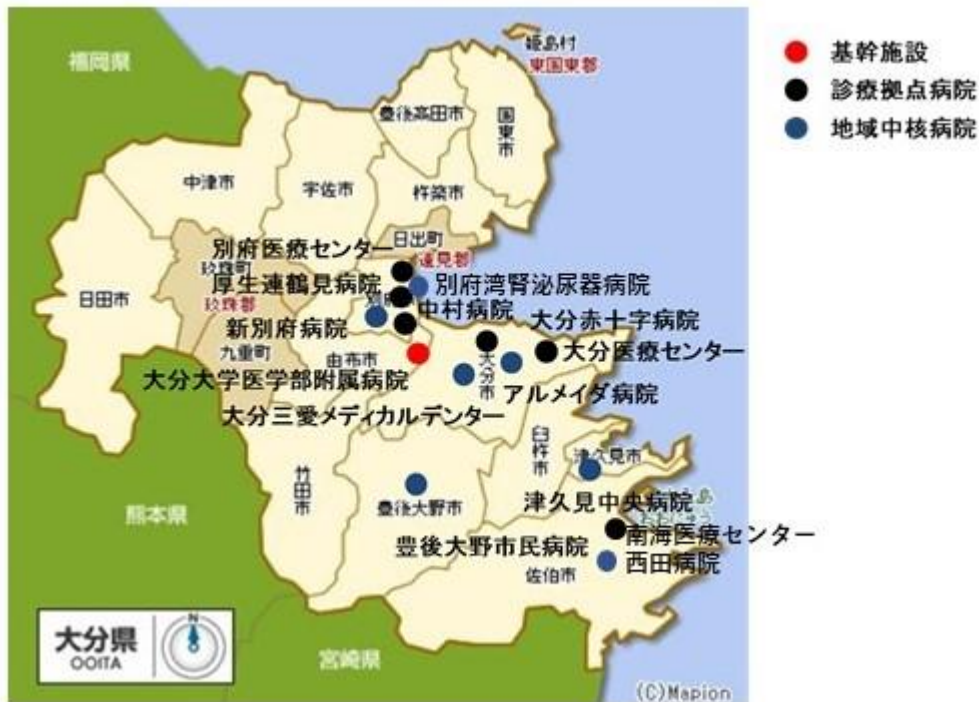 姫島村
東国東郡
福岡県
豊後高田市
国東市
中津市
宇佐市
杵築市
日出町
速見郡
別府医療センター
玖珠町
厚生連鶴見病院
別府湾腎泌尿器病院
日田市
玖珠郡
中村病院
新別府病院
大分赤十字病院
九重町
由布市
大分市
大分医療センター
大分大学医学部附属病院
アルメイダ病院
大分三愛メディカルデンター
臼杵市
津久見市
竹田市
豊後大野市
津久見中央病院
熊本県
南海医療センター
豊後大野市民病院
西田病院
佐伯市
大分県
OOITA
N
宮崎県
(C)Mapion
基幹施設
診療拠点病院
地域中核病院